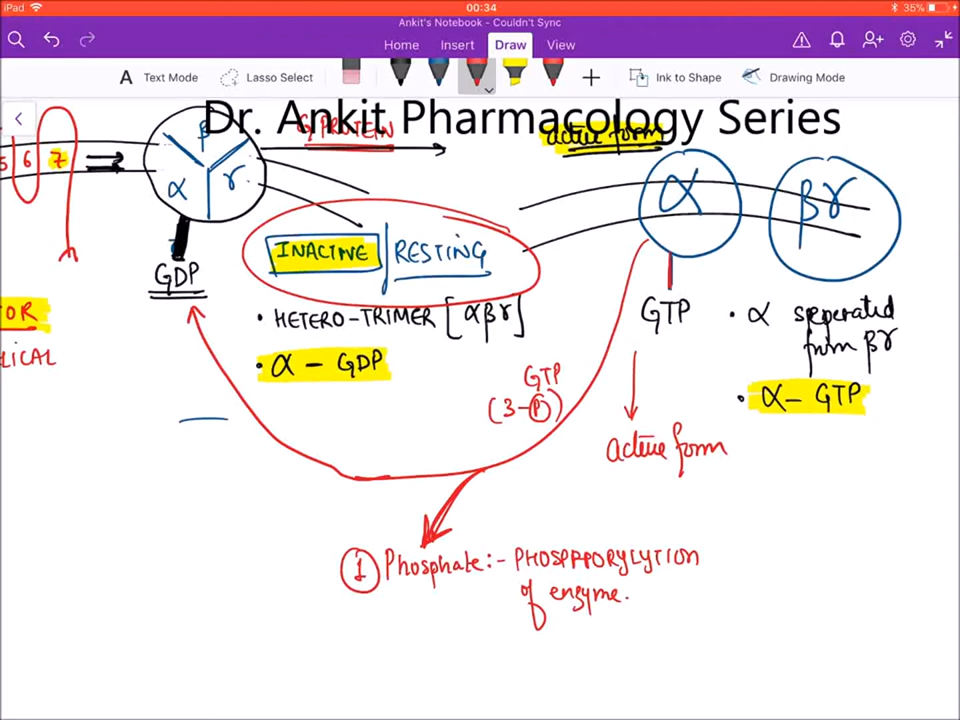 iPad
00:34
35%
Ankit's Notebook - Couldn't Sync
Home Insert Draw View
A Text Mode
Lasso Select
Ink to Shape
Drawing Mode
Dr. Ankit Pharmacology Series
G PROTEIN
active form
5 6 7
β
α γ
GDP
INACTIVE RESTING
α
βγ
• HETERO-TRIMER [αβγ]
• α - GDP
GTP
• α seperated
from βγ
• α - GTP
OR
LICAL
GTP
(3-P)
active form
1 Phosphate:- PHOSPPPORYLYTION
of enzyme.